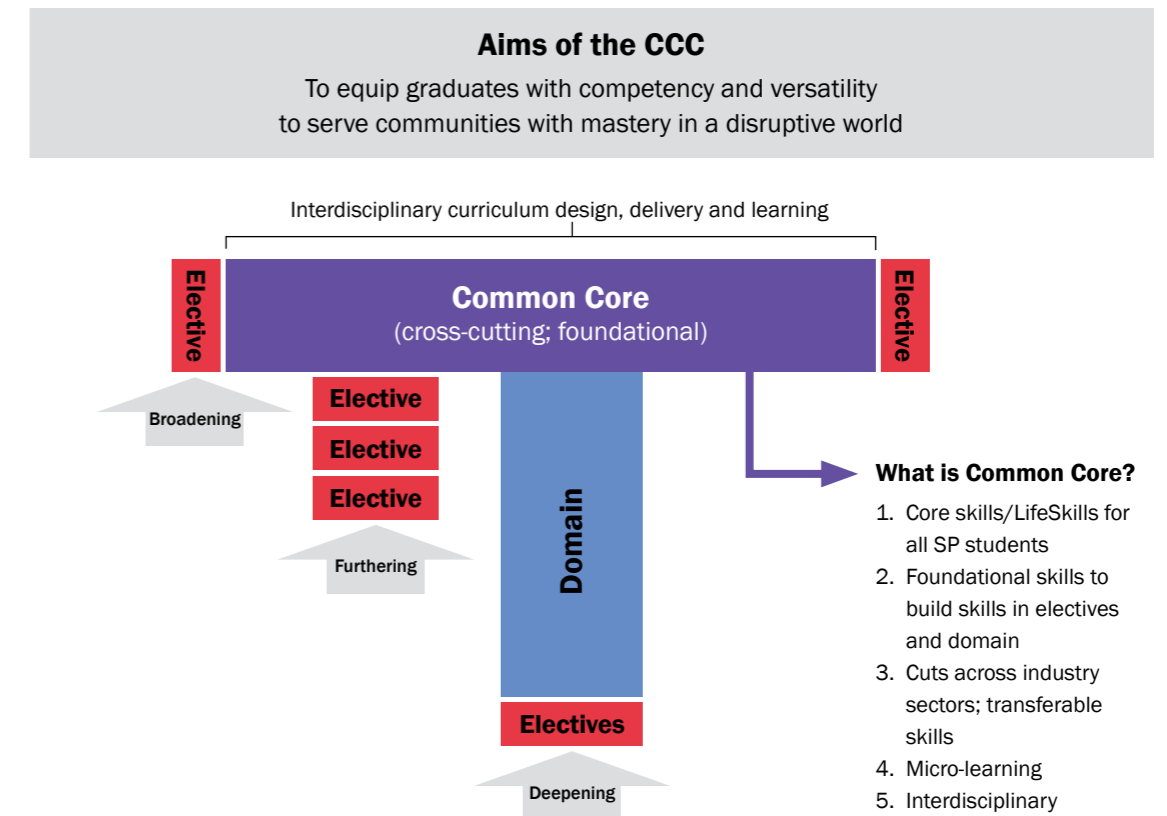 Aims of the CCC
To equip graduates with competency and versatility
to serve communities with mastery in a disruptive world
Interdisciplinary curriculum design, delivery and learning
Elective
Common Core
(cross-cutting; foundational)
Elective
Broadening
Elective
Elective
Elective
Furthering
Domain
Electives
Deepening
What is Common Core?
1. Core skills/LifeSkills for
all SP students
2. Foundational skills to
build skills in electives
and domain
3. Cuts across industry
sectors; transferable
skills
4. Micro-learning
5. Interdisciplinary